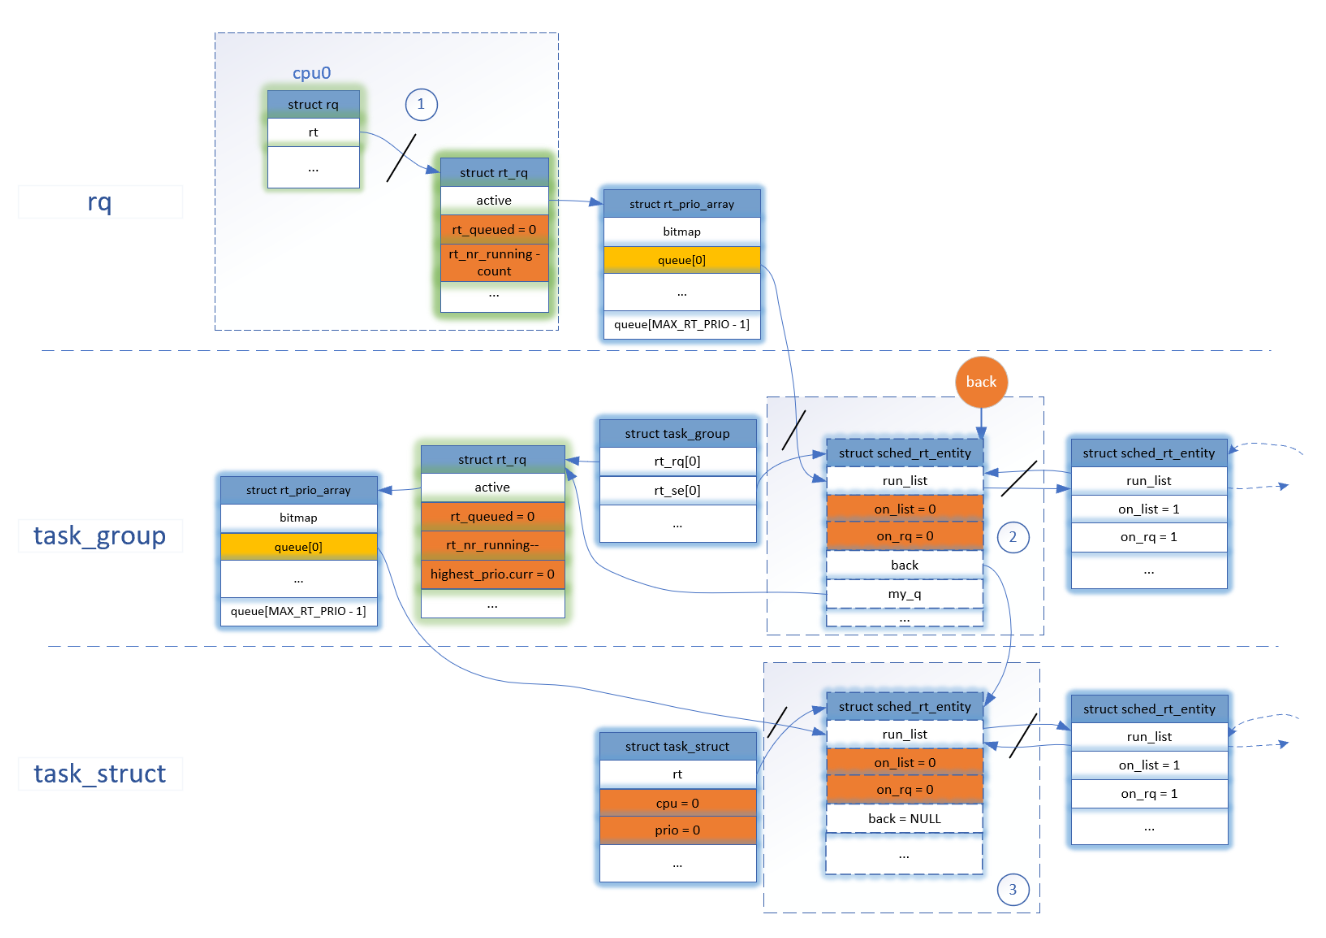 cpu0
struct rq
rt
...
1
struct rt_rq
active
rt_queued = 0
rt_nr_running -
count
...
struct rt_prio_array
bitmap
queue[0]
...
queue[MAX_RT_PRIO - 1]
rq
back
struct task_group
rt_rq[0]
rt_se[0]
...
struct rt_rq
active
rt_queued = 0
rt_nr_running--
highest_prio.curr = 0
...
struct rt_prio_array
bitmap
queue[0]
...
queue[MAX_RT_PRIO - 1]
struct sched_rt_entity
run_list
on_list = 0
on_rq = 0
back
my_q
...
2
struct sched_rt_entity
run_list
on_list = 1
on_rq = 1
...
task_group
struct task_struct
rt
cpu = 0
prio = 0
...
struct sched_rt_entity
run_list
on_list = 0
on_rq = 0
back = NULL
...
3
struct sched_rt_entity
run_list
on_list = 1
on_rq = 1
...
task_struct